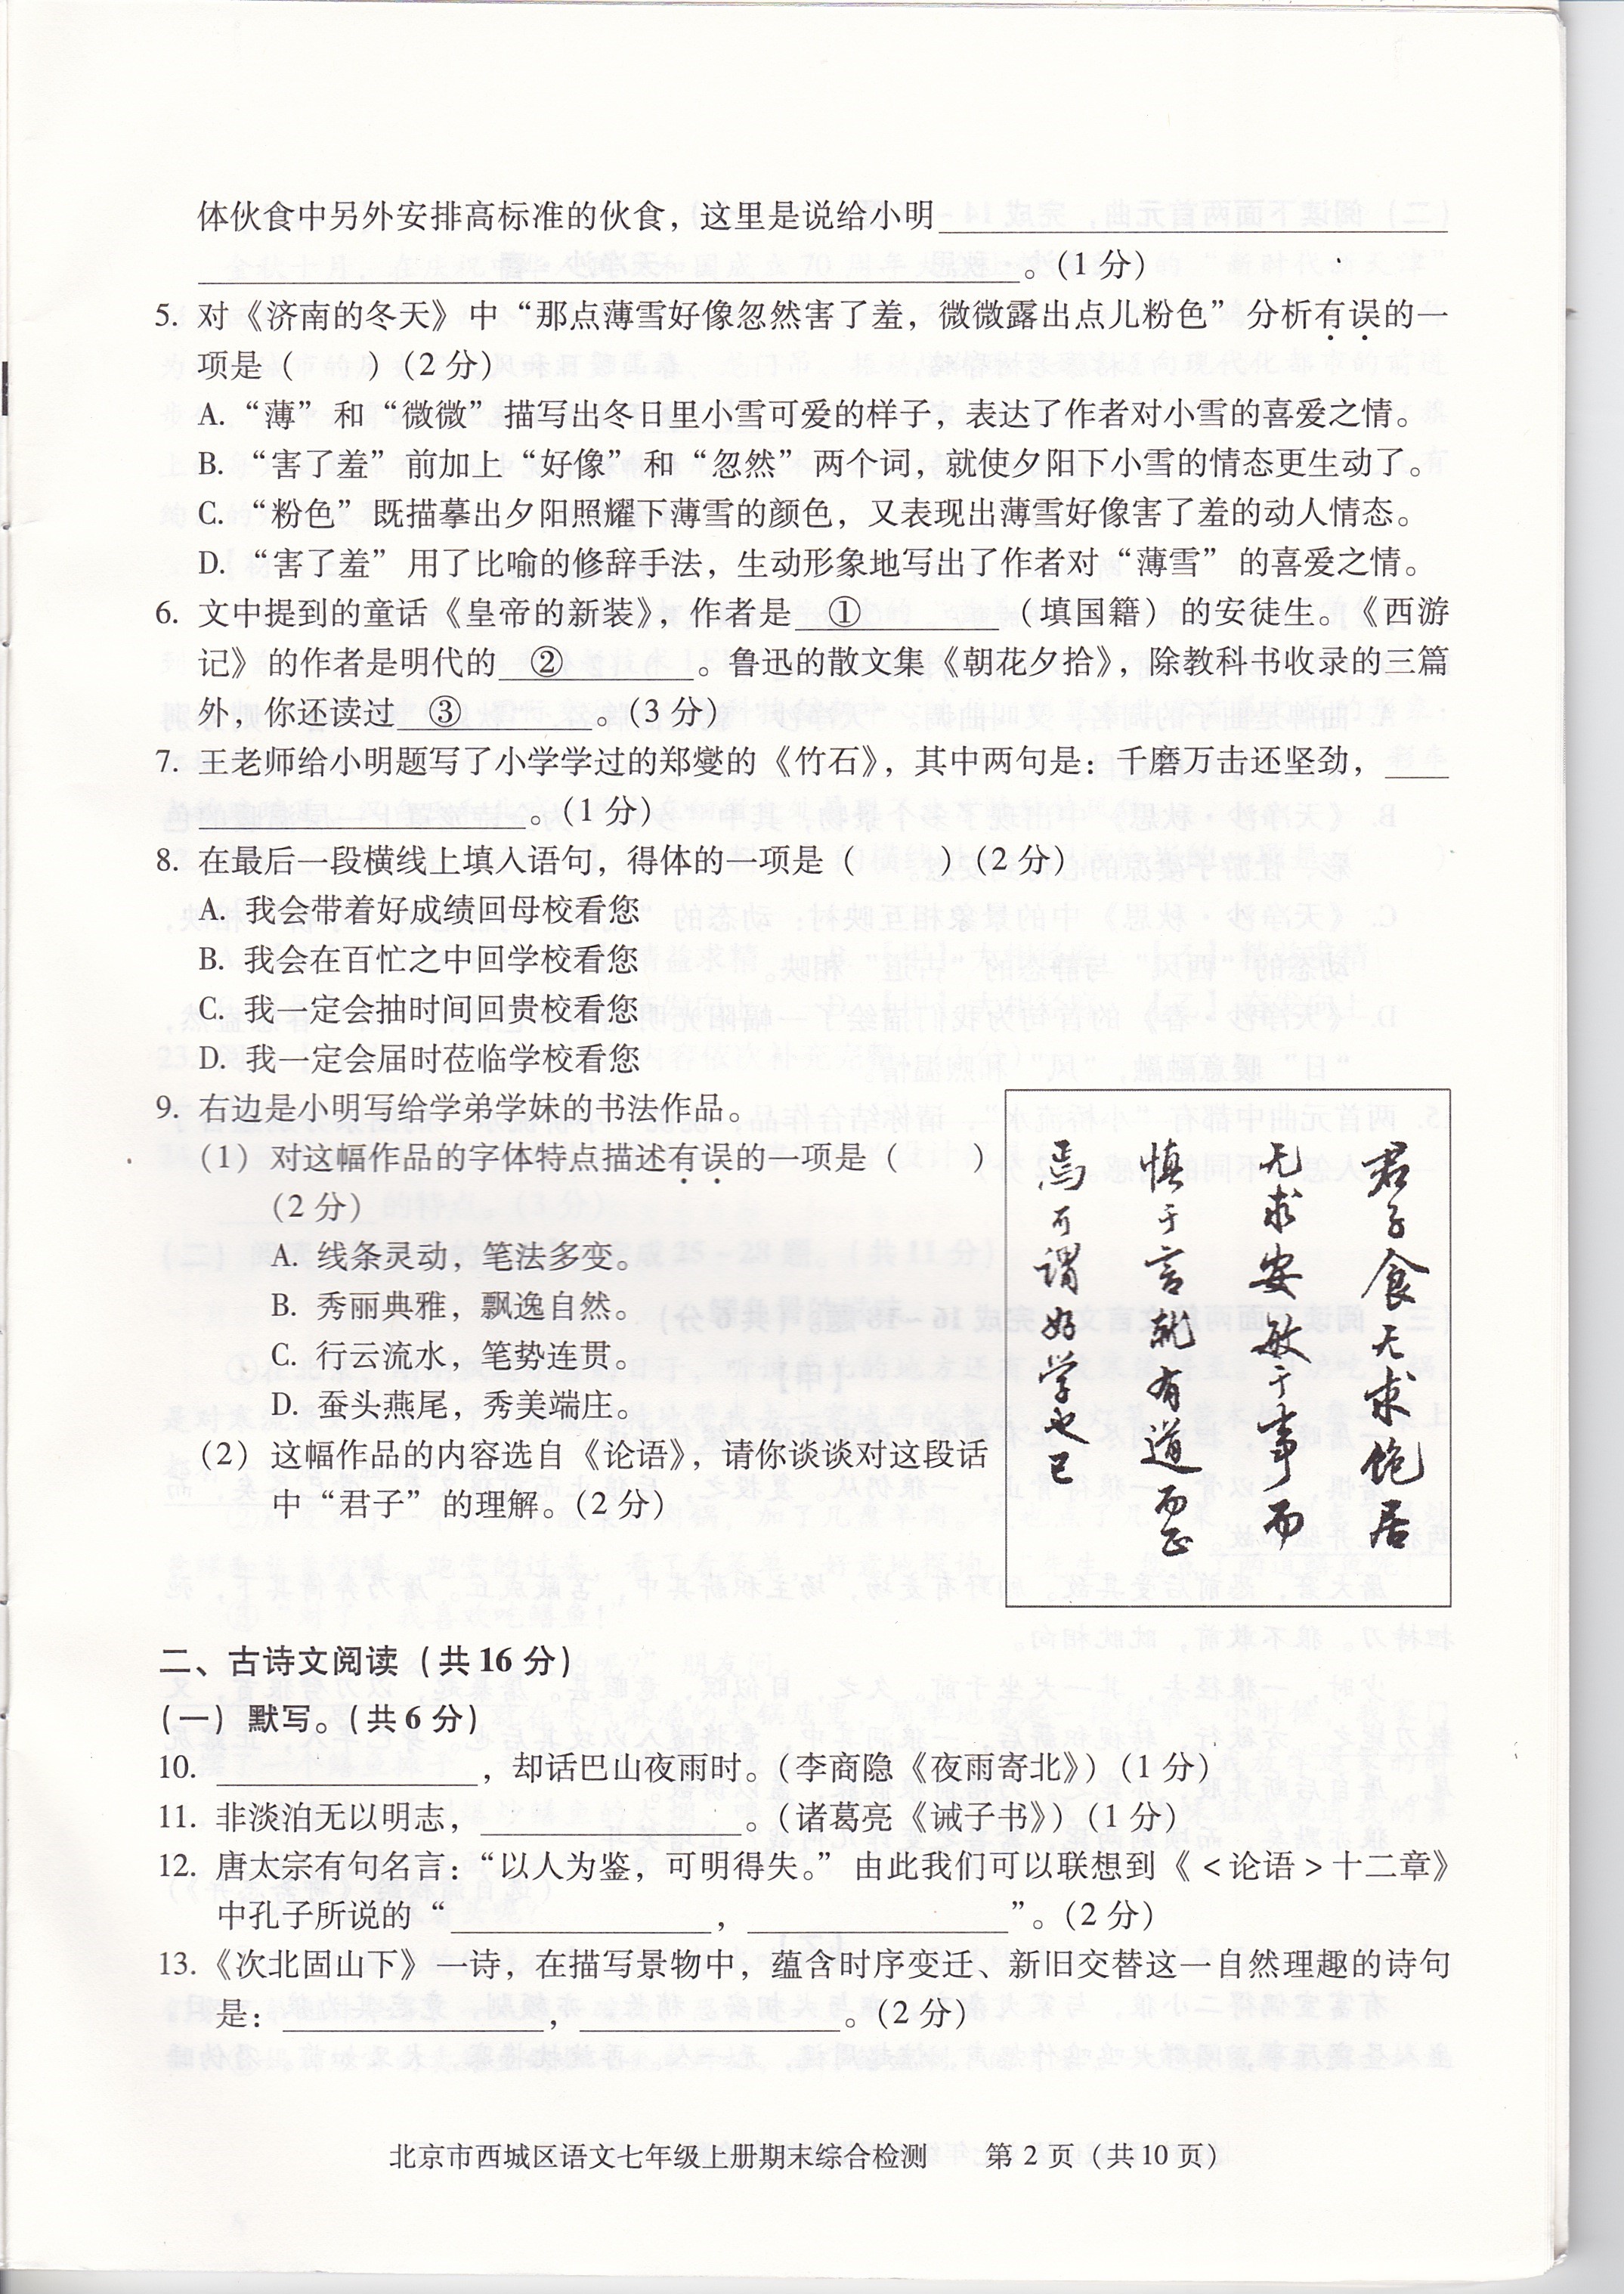 体伙食中另外安排高标准的伙食，这里是说给小明＿＿＿＿＿＿＿＿＿＿＿＿＿＿＿
＿＿＿＿＿＿＿＿＿＿＿＿＿＿＿＿＿＿＿＿＿＿＿＿＿。（1 分）
5. 对《济南的冬天》中“那点薄雪好像忽然害了羞，微微露出点儿粉色”分析有误的一
项是（　　）（2 分）
A. “薄”和“微微”描写出冬日里小雪可爱的样子，表达了作者对小雪的喜爱之情。
B. “害了羞”前加上“好像”和“忽然”两个词，就使夕阳下小雪的情态更生动了。
C. “粉色”既描摹出夕阳照耀下薄雪的颜色，又表现出薄雪好像害了羞的动人情态。
D. “害了羞”用了比喻的修辞手法，生动形象地写出了作者对“薄雪”的喜爱之情。
6. 文中提到的童话《皇帝的新装》，作者是＿①＿＿＿＿（填国籍）的安徒生。《西游
记》的作者是明代的＿②＿＿＿＿。鲁迅的散文集《朝花夕拾》，除教科书收录的三篇
外，你还读过＿③＿＿＿＿。（3 分）
7. 王老师给小明题写了小学学过的郑燮的《竹石》，其中两句是：千磨万击还坚劲，＿＿
＿＿＿＿＿＿＿＿＿＿。（1 分）
8. 在最后一段横线上填入语句，得体的一项是（　　）（2 分）
A. 我会带着好成绩回母校看您
B. 我会在百忙之中回学校看您
C. 我一定会抽时间回贵校看您
D. 我一定会届时莅临学校看您
9. 右边是小明写给学弟学妹的书法作品。
（1）对这幅作品的字体特点描述有误的一项是（　　）
（2 分）
A. 线条灵动，笔法多变。
B. 秀丽典雅，飘逸自然。
C. 行云流水，笔势连贯。
D. 蚕头燕尾，秀美端庄。
（2）这幅作品的内容选自《论语》，请你谈谈对这段话
中“君子”的理解。（2 分）
君子食无求饱居
无求安敏于事而
慎于言就有道而正
焉可谓好学也已
二、古诗文阅读（共 16 分）
（一）默写。（共 6 分）
10. ＿＿＿＿＿＿＿＿，却话巴山夜雨时。（李商隐《夜雨寄北》）（1 分）
11. 非淡泊无以明志，＿＿＿＿＿＿＿＿。（诸葛亮《诫子书》）（1 分）
12. 唐太宗有句名言：“以人为鉴，可明得失。”由此我们可以联想到《＜论语＞十二章》
中孔子所说的“＿＿＿＿＿＿＿＿，＿＿＿＿＿＿＿＿”。（2 分）
13.《次北固山下》一诗，在描写景物中，蕴含时序变迁、新旧交替这一自然理趣的诗句
是：＿＿＿＿＿＿＿＿，＿＿＿＿＿＿＿＿。（2 分）
北京市西城区语文七年级上册期末综合检测　　第 2 页（共 10 页）